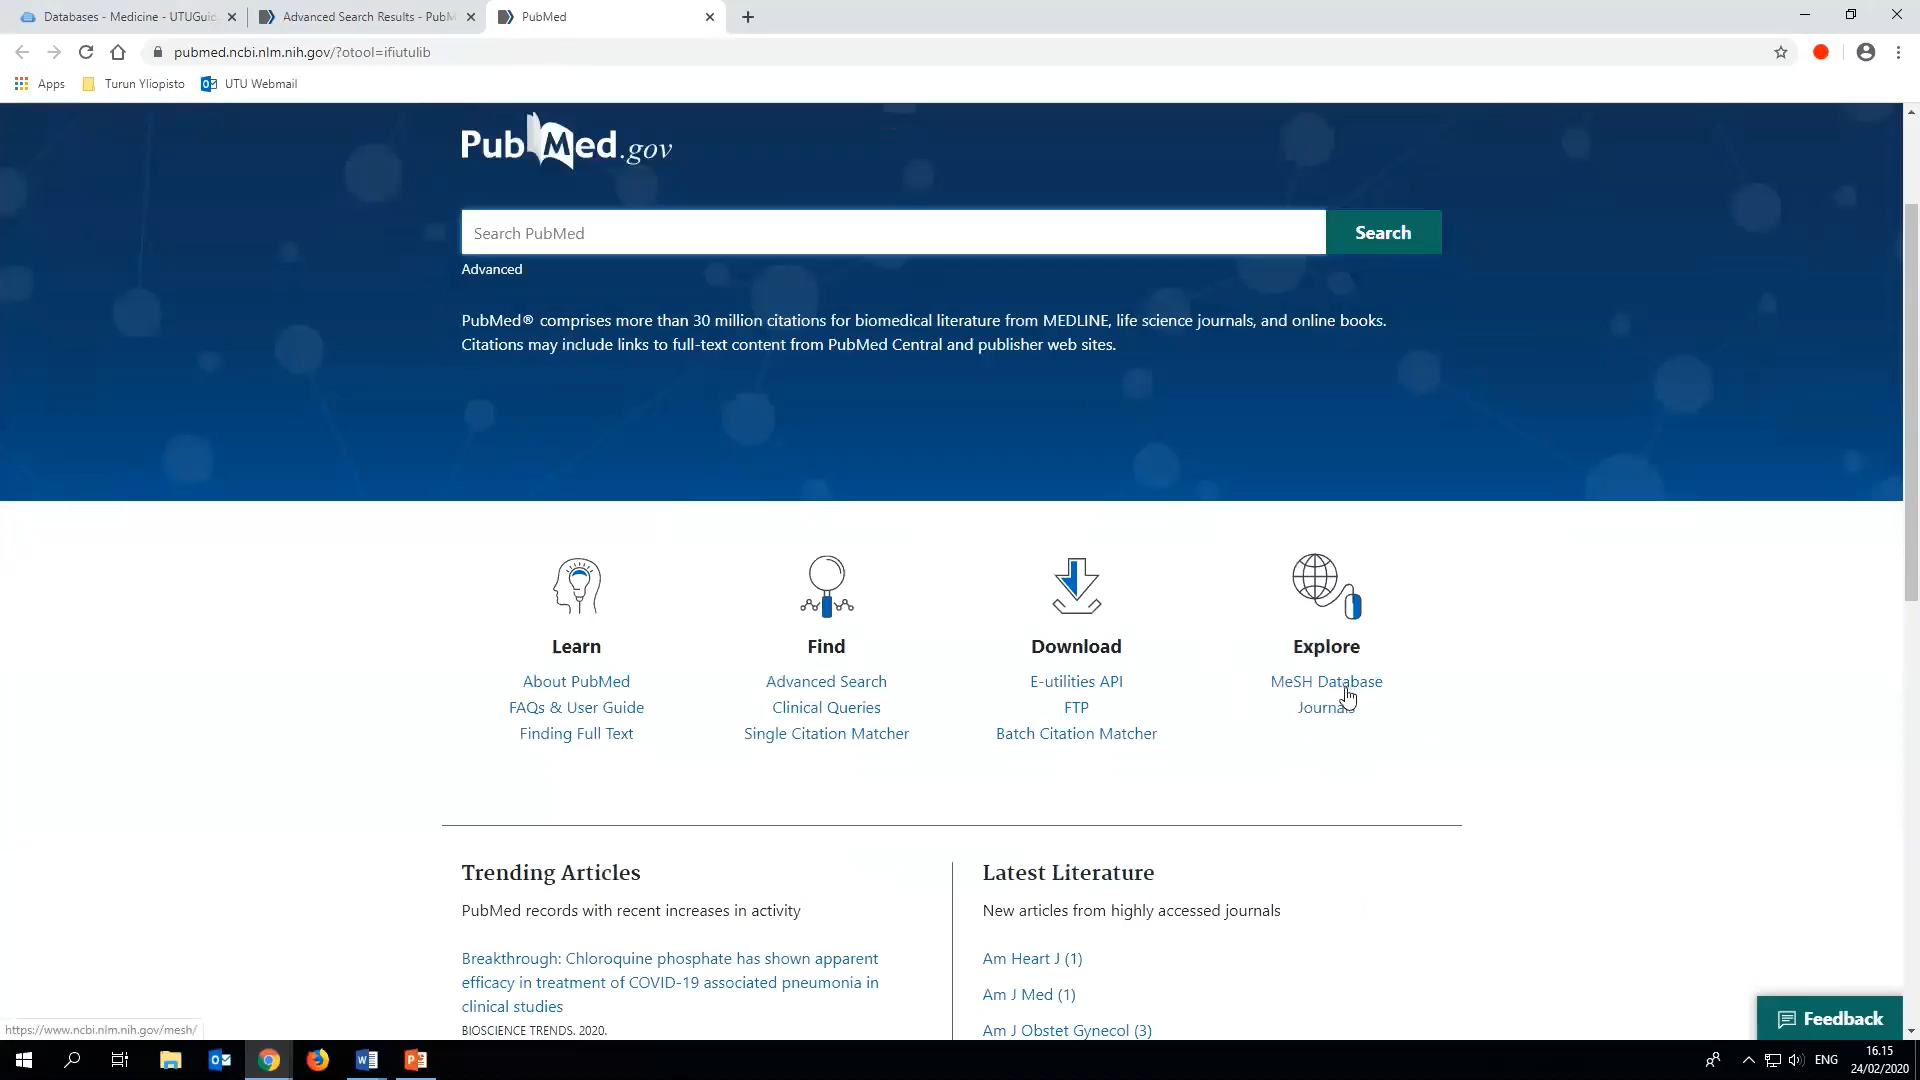 Databases - Medicine - UTUGuid
Advanced Search Results - PubM
PubMed
pubmed.ncbi.nlm.nih.gov/?otool=ifiutulib
Apps
Turun Yliopisto
UTU Webmail
PubMed.gov
Search PubMed
Search
Advanced
PubMed® comprises more than 30 million citations for biomedical literature from MEDLINE, life science journals, and online books.
Citations may include links to full-text content from PubMed Central and publisher web sites.
Learn
Find
Download
Explore
About PubMed
Advanced Search
E-utilities API
MeSH Database
FAQs & User Guide
Clinical Queries
FTP
Journals
Finding Full Text
Single Citation Matcher
Batch Citation Matcher
Trending Articles
PubMed records with recent increases in activity
Breakthrough: Chloroquine phosphate has shown apparent
efficacy in treatment of COVID-19 associated pneumonia in
clinical studies
BIOSCIENCE TRENDS. 2020.
Latest Literature
New articles from highly accessed journals
Am Heart J (1)
Am J Med (1)
Am J Obstet Gynecol (3)
Feedback
https://www.ncbi.nlm.nih.gov/mesh/
ENG
16.15
24/02/2020